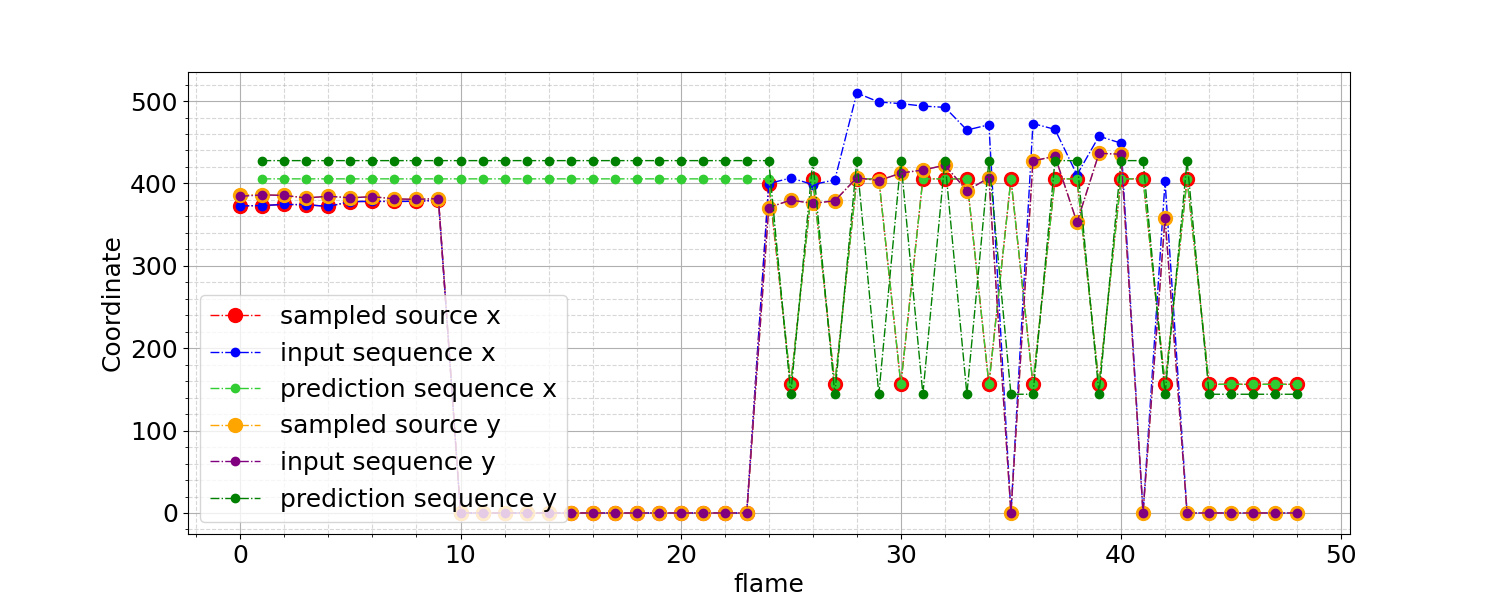 500
400
300
200
100
0
Coordinate
sampled source x
input sequence x
prediction sequence x
sampled source y
input sequence y
prediction sequence y
0 10 20 30 40 50
flame